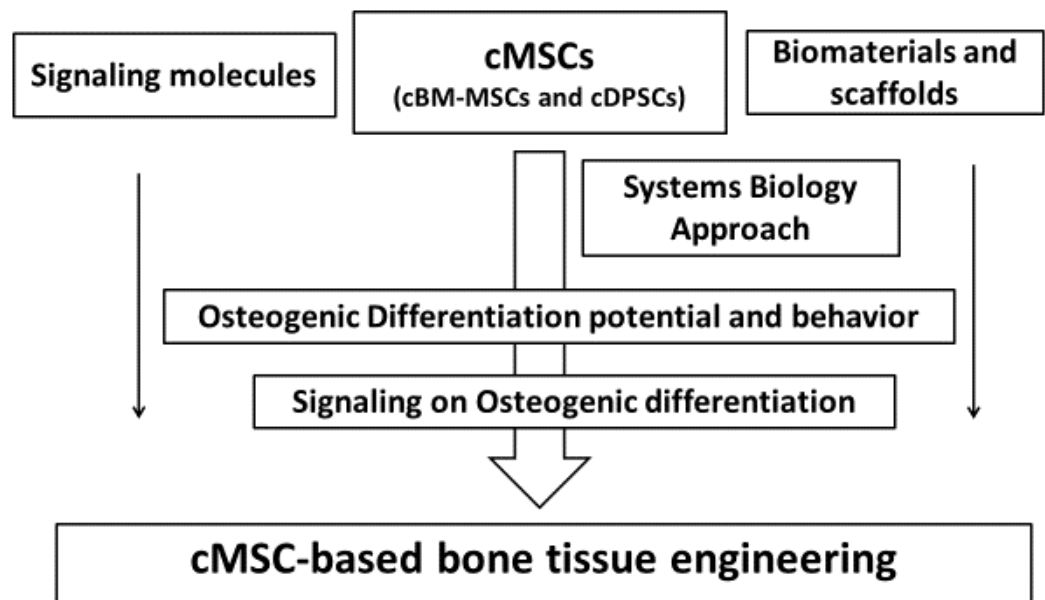 Signaling molecules
cMSCs
(cBM-MSCs and cDPSCs)
Biomaterials and
scaffolds
Systems Biology
Approach
Osteogenic Differentiation potential and behavior
Signaling on Osteogenic differentiation
cMSC-based bone tissue engineering